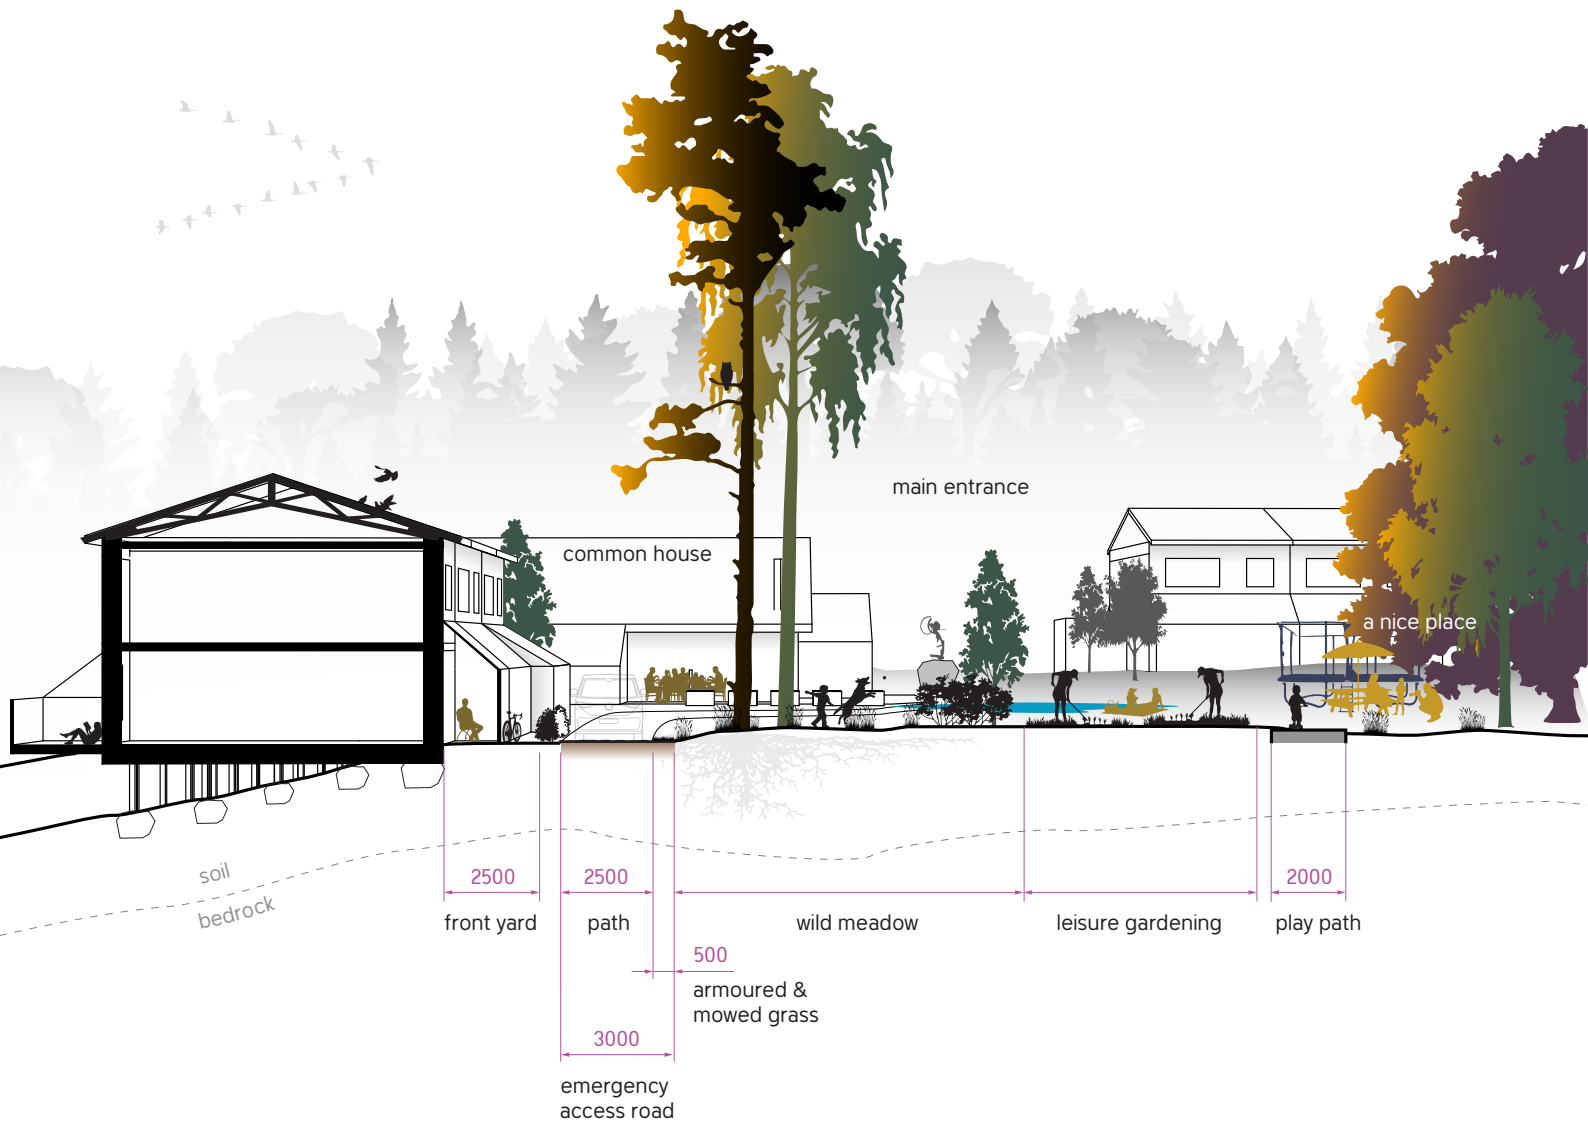 main entrance
common house
a nice place
soil
bedrock
2500
2500
2000
front yard
path
wild meadow
leisure gardening
play path
500
armoured &
mowed grass
3000
emergency
access road